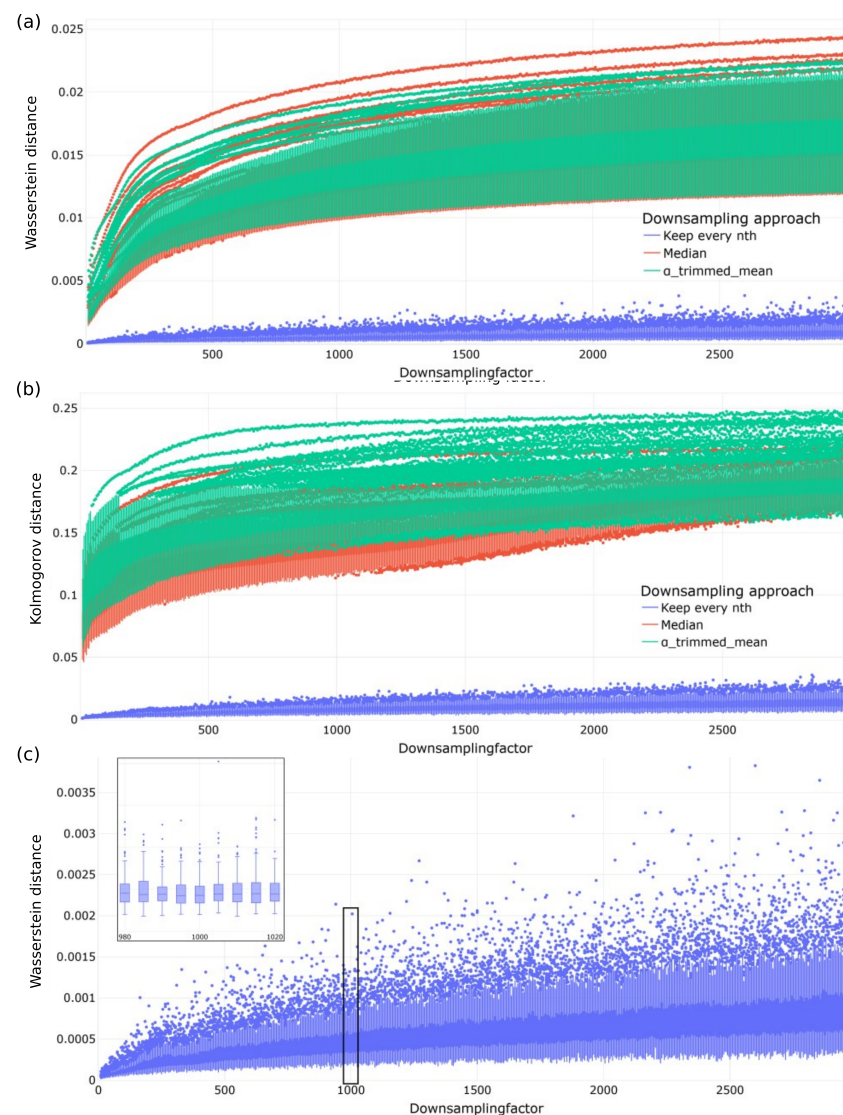 (a)
0.025
0.02
0.015
0.01
0.005
0
Wasserstein distance
Downsampling approach
Keep every nth
Median
α_trimmed_mean
500
1000
1500
2000
2500
Downsamplingfactor
(b)
0.25
0.2
0.15
0.1
0.05
0
Kolmogorov distance
Downsampling approach
Keep every nth
Median
α_trimmed_mean
500
1000
1500
2000
2500
Downsamplingfactor
(c)
0.0035
0.003
0.0025
0.002
0.0015
0.001
0.0005
0
Wasserstein distance
980
1000
1020
0
500
1000
1500
2000
2500
Downsamplingfactor